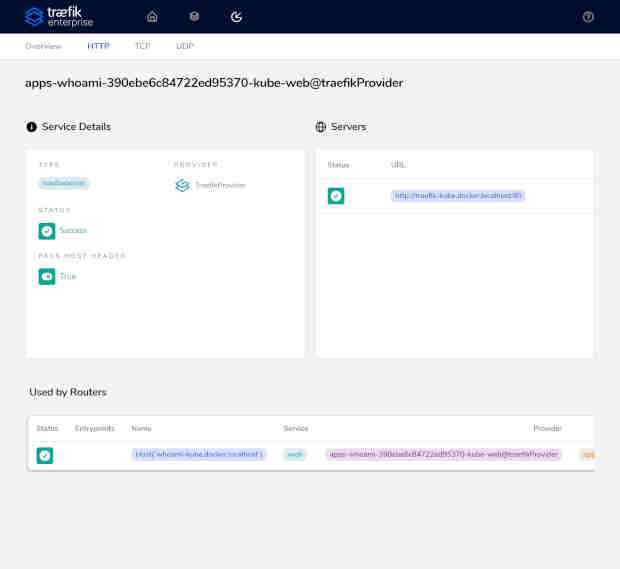 træfik
enterprise
Overview HTTP TCP UDP
apps-whoami-390ebe6c84722ed95370-kube-web@traefikProvider
Service Details
Servers
TYPE PROVIDER
loadbalancer TraefikProvider
STATUS
Success
PASS HOST HEADER
True
Status URL
http://traefik-kube.docker.localhost:80
Used by Routers
Status Entrypoints Name Service Provider
Host(`whoami-kube.docker.localhost`) web apps-whoami-390ebe6c84722ed95370-kube-web@traefikProvider app